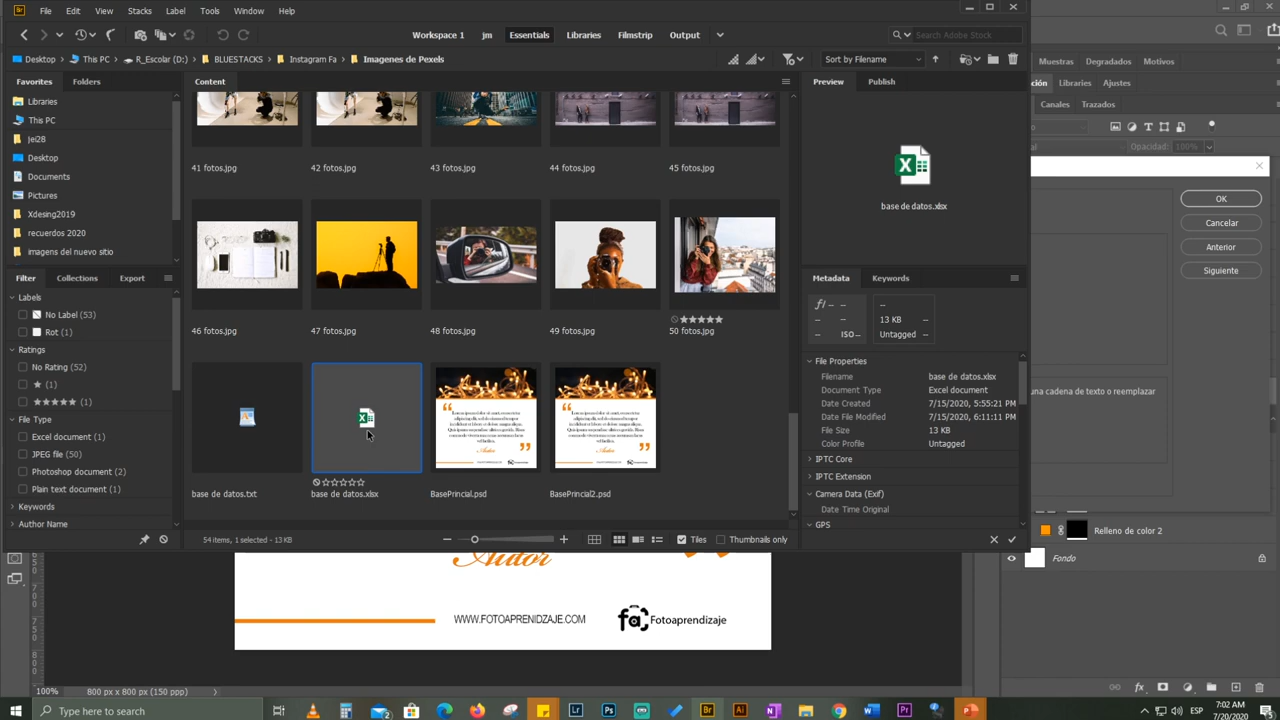 Br File Edit View Stacks Label Tools Window Help
Workspace 1 jm Essentials Libraries Filmstrip Output Search Adobe Stock
Desktop > This PC > R_Escolar (D:) > BLUESTACKS > Instagram Fa > Imagenes de Pexels Sort by Filename
Muestras Degradados Motivos
Favorites Folders Content Preview Publish
Libraries Ajustes
Canales Trazados
Opacidad: 100%
Libraries
This PC
Jei28
Desktop
Documents
Pictures
Xdesing2019
recuerdos 2020
imagenes del nuevo sitio
41 fotos.jpg 42 fotos.jpg 43 fotos.jpg 44 fotos.jpg 45 fotos.jpg
base de datos.xlsx
OK
Cancelar
Anterior
Siguiente
Filter Collections Export
Labels
No Label (53)
Rot (1)
Ratings
No Rating (52)
(1)
(1)
File Type
Excel document (1)
JPEG file (50)
Photoshop document (2)
Plain text document (1)
Keywords
Author Name
46 fotos.jpg 47 fotos.jpg 48 fotos.jpg 49 fotos.jpg 50 fotos.jpg
Autor Autor
Fotoaprendizaje Fotoaprendizaje
base de datos.txt base de datos.xlsx BasePrincial.psd BasePrincial2.psd
54 items, 1 selected - 13 KB Tiles Thumbnails only
Metadata Keywords
f/ -- -- --
-- -- 13 KB --
-- ISO-- Untagged --
File Properties
Filename base de datos.xlsx
Document Type Excel document
Date Created 7/15/2020, 5:55:21 PM
Date File Modified 7/15/2020, 6:11:11 PM
File Size 13 KB
Color Profile Untagged
IPTC Core
IPTC Extension
Camera Data (Exif)
Date Time Original
GPS
una cadena de texto o reemplazar
Relleno de color 2
Fondo
Autor
WWW.FOTOAPRENIDZAJE.COM fa Fotoaprendizaje
100% 800 px x 800 px (150 ppp)
Type here to search ESP 7:02 AM
7/20/2020